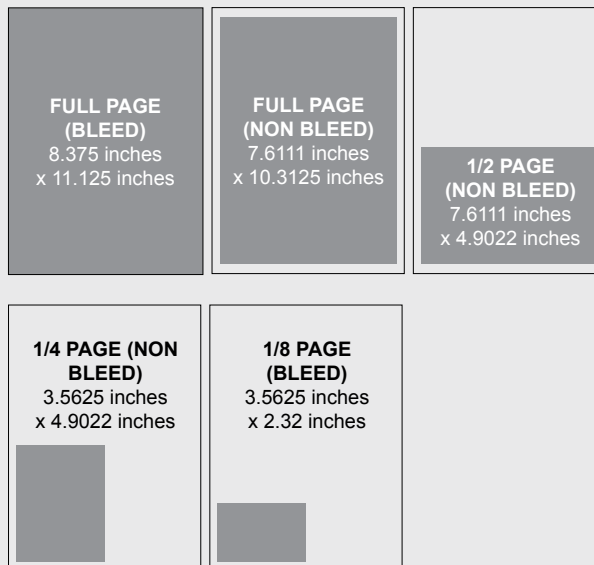 FULL PAGE
(BLEED)
8.375 inches
x 11.125 inches
FULL PAGE
(NON BLEED)
7.6111 inches
x 10.3125 inches
1/2 PAGE
(NON BLEED)
7.6111 inches
x 4.9022 inches
1/4 PAGE (NON
BLEED)
3.5625 inches
x 4.9022 inches
1/8 PAGE
(BLEED)
3.5625 inches
x 2.32 inches